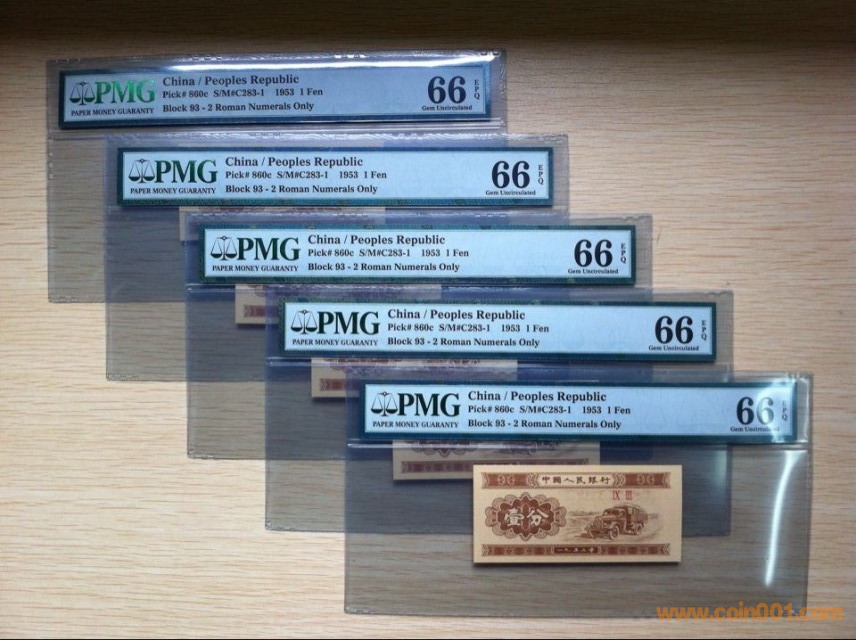 PMG
PAPER MONEY GUARANTY
China / Peoples Republic
Pick# 860c S/M#C283-1 1953 1 Fen
Block 93 - 2 Roman Numerals Only
66 EPQ
Gem Uncirculated
PMG
PAPER MONEY GUARANTY
China / Peoples Republic
Pick# 860c S/M#C283-1 1953 1 Fen
Block 93 - 2 Roman Numerals Only
66 EPQ
Gem Uncirculated
PMG
PAPER MONEY GUARANTY
China / Peoples Republic
Pick# 860c S/M#C283-1 1953 1 Fen
Block 93 - 2 Roman Numerals Only
66 EPQ
Gem Uncirculated
PMG
PAPER MONEY GUARANTY
China / Peoples Republic
Pick# 860c S/M#C283-1 1953 1 Fen
Block 93 - 2 Roman Numerals Only
66 EPQ
Gem Uncirculated
PMG
PAPER MONEY GUARANTY
China / Peoples Republic
Pick# 860c S/M#C283-1 1953 1 Fen
Block 93 - 2 Roman Numerals Only
66 EPQ
Gem Uncirculated
中國人民銀行
IX III
壹分
一九五三年
www.coin001.com